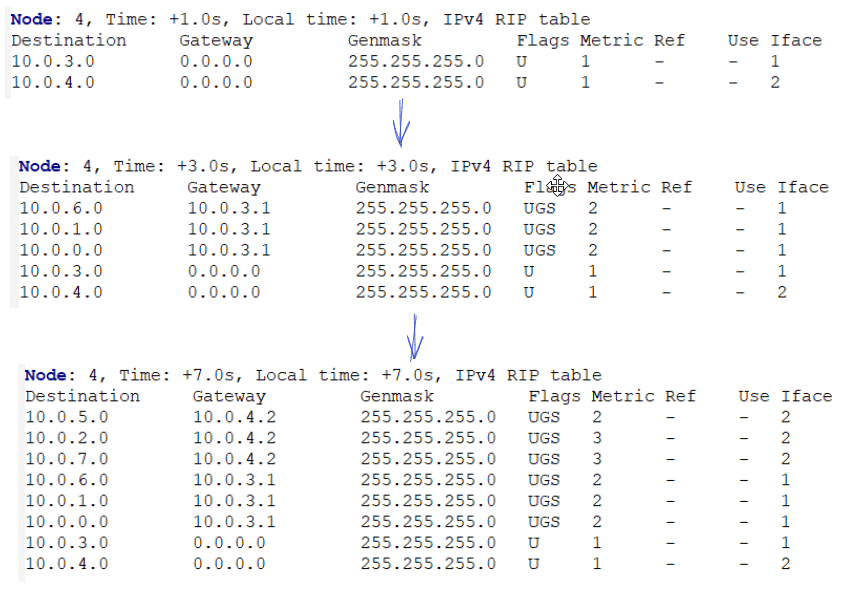 Node: 4, Time: +1.0s, Local time: +1.0s, IPv4 RIP table
Destination Gateway Genmask Flags Metric Ref Use Iface
10.0.3.0 0.0.0.0 255.255.255.0 U 1 - - 1
10.0.4.0 0.0.0.0 255.255.255.0 U 1 - - 2
Node: 4, Time: +3.0s, Local time: +3.0s, IPv4 RIP table
Destination Gateway Genmask Flags Metric Ref Use Iface
10.0.6.0 10.0.3.1 255.255.255.0 UGS 2 - - 1
10.0.1.0 10.0.3.1 255.255.255.0 UGS 2 - - 1
10.0.0.0 10.0.3.1 255.255.255.0 UGS 2 - - 1
10.0.3.0 0.0.0.0 255.255.255.0 U 1 - - 1
10.0.4.0 0.0.0.0 255.255.255.0 U 1 - - 2
Node: 4, Time: +7.0s, Local time: +7.0s, IPv4 RIP table
Destination Gateway Genmask Flags Metric Ref Use Iface
10.0.5.0 10.0.4.2 255.255.255.0 UGS 2 - - 2
10.0.2.0 10.0.4.2 255.255.255.0 UGS 3 - - 2
10.0.7.0 10.0.4.2 255.255.255.0 UGS 3 - - 2
10.0.6.0 10.0.3.1 255.255.255.0 UGS 2 - - 1
10.0.1.0 10.0.3.1 255.255.255.0 UGS 2 - - 1
10.0.0.0 10.0.3.1 255.255.255.0 UGS 2 - - 1
10.0.3.0 0.0.0.0 255.255.255.0 U 1 - - 1
10.0.4.0 0.0.0.0 255.255.255.0 U 1 - - 2